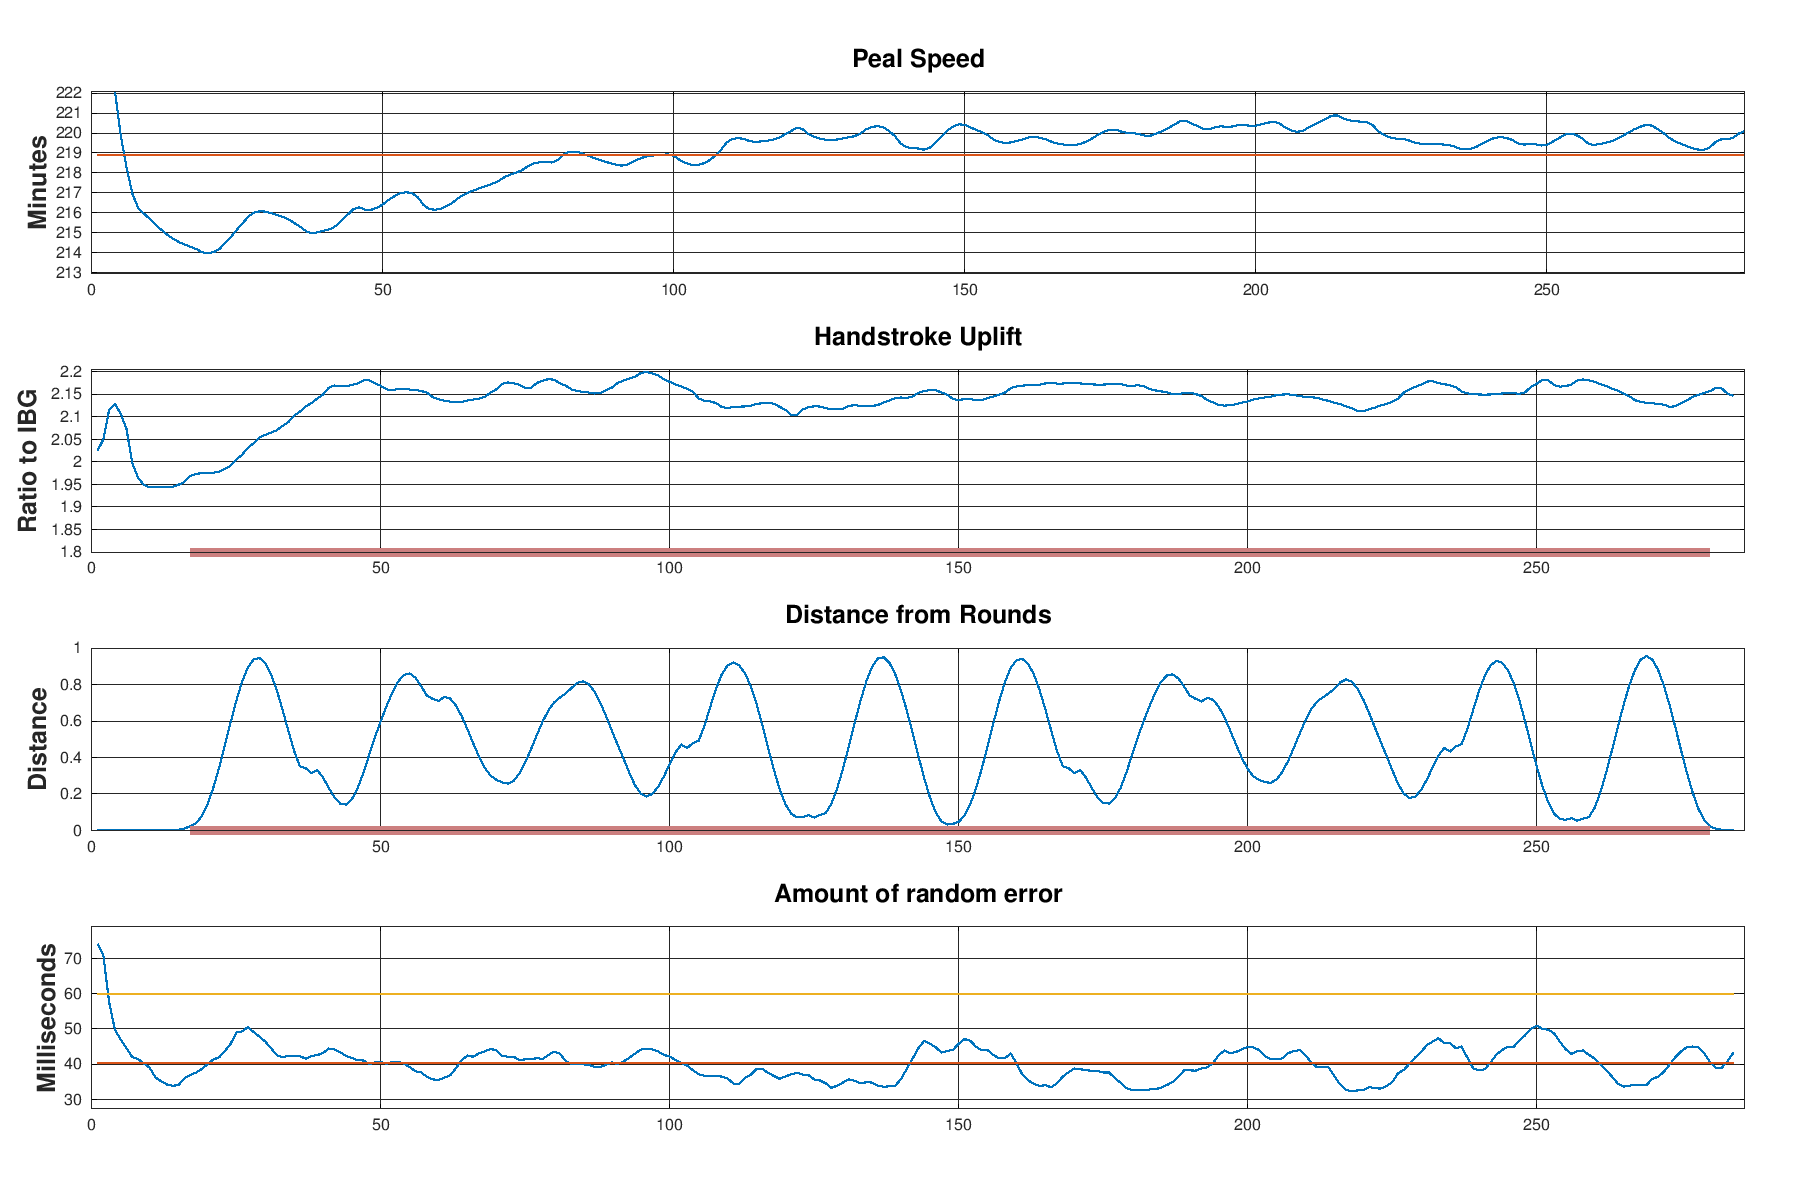 Peal Speed
Minutes
222
221
220
219
218
217
216
215
214
213
0 50 100 150 200 250
Handstroke Uplift
Ratio to IBG
2.2
2.15
2.1
2.05
2
1.95
1.9
1.85
1.8
0 50 100 150 200 250
Distance from Rounds
Distance
1
0.8
0.6
0.4
0.2
0
0 50 100 150 200 250
Amount of random error
Milliseconds
70
60
50
40
30
0 50 100 150 200 250